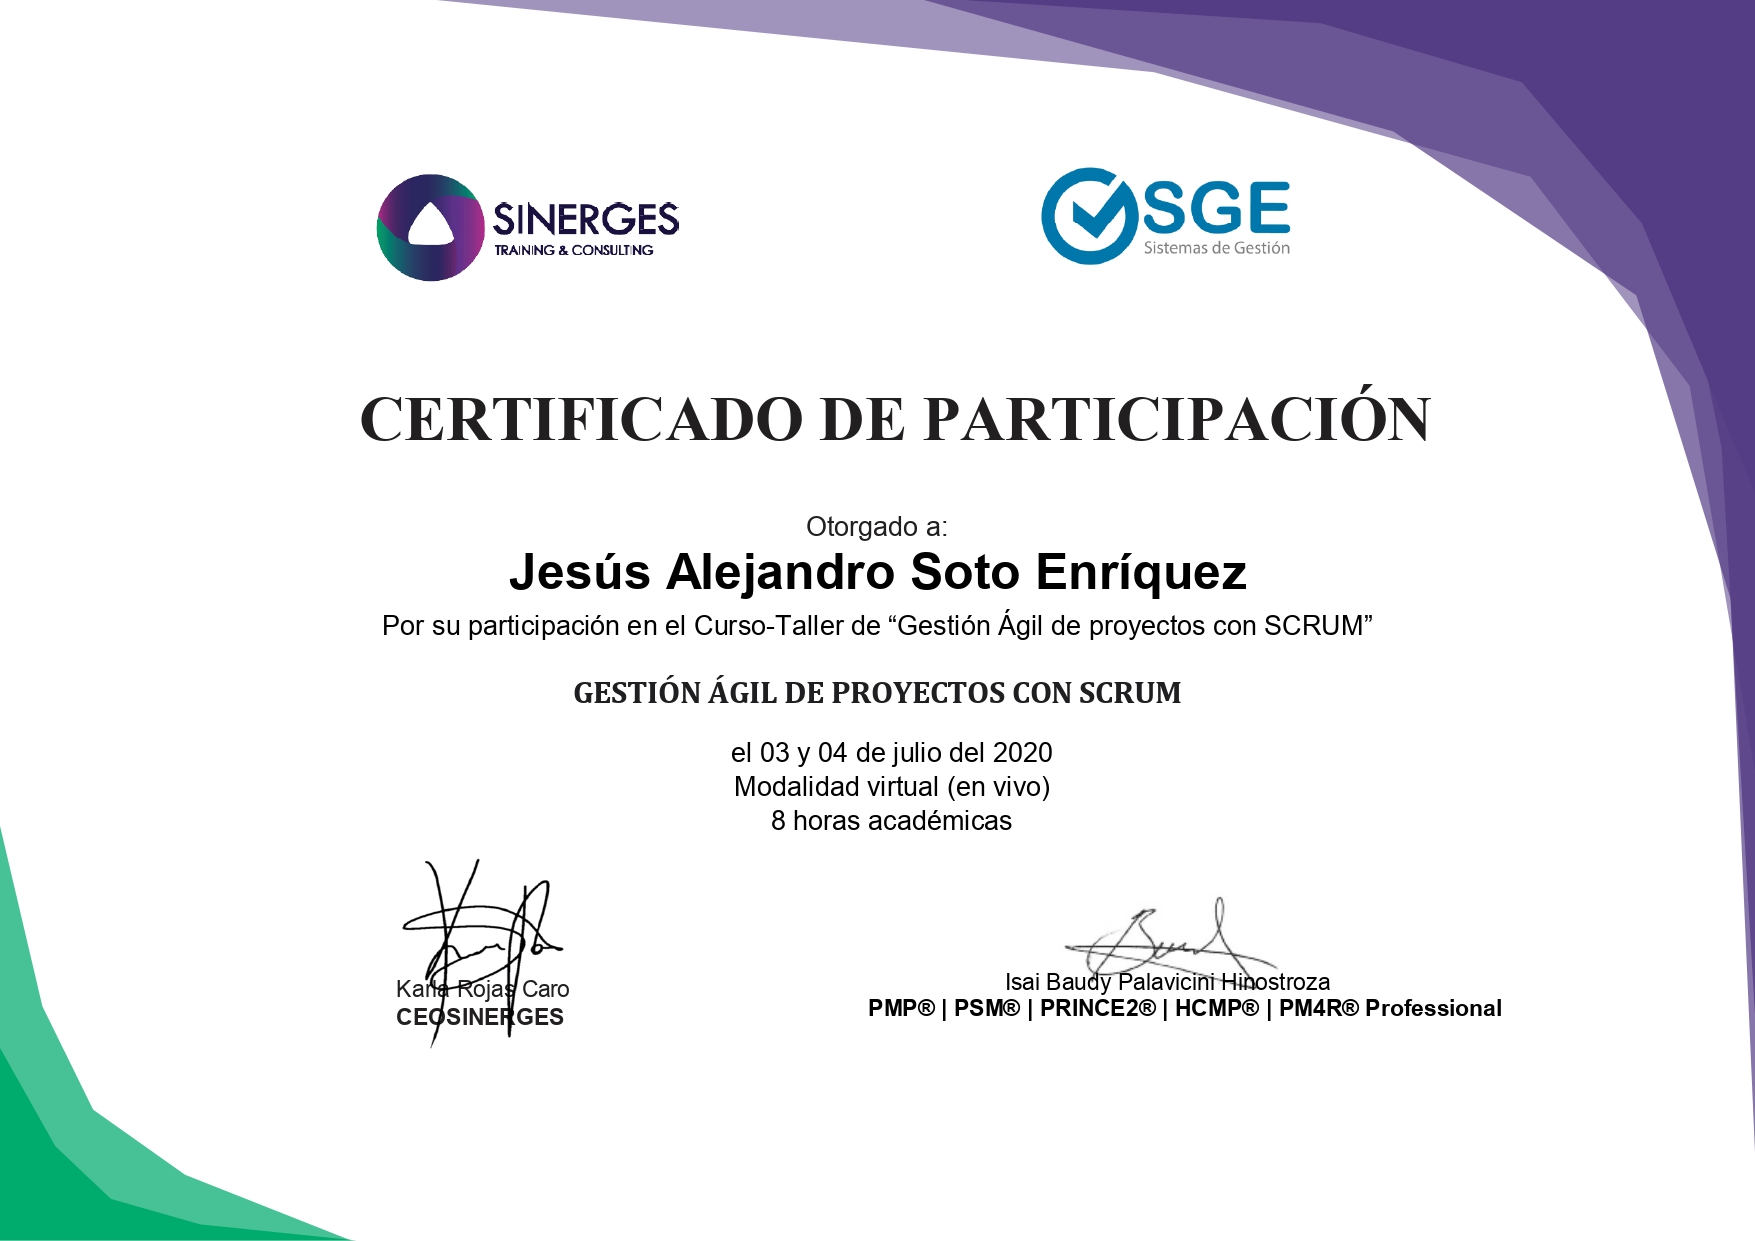 SINERGES
TRAINING & CONSULTING
SGE
Sistemas de Gestión
CERTIFICADO DE PARTICIPACIÓN
Otorgado a:
Jesús Alejandro Soto Enríquez
Por su participación en el Curso-Taller de “Gestión Ágil de proyectos con SCRUM”
GESTIÓN ÁGIL DE PROYECTOS CON SCRUM
el 03 y 04 de julio del 2020
Modalidad virtual (en vivo)
8 horas académicas
Karla Rojas Caro
CEOSINERGES
Isai Baudy Palavicini Hinostroza
PMP® | PSM® | PRINCE2® | HCMP® | PM4R® Professional